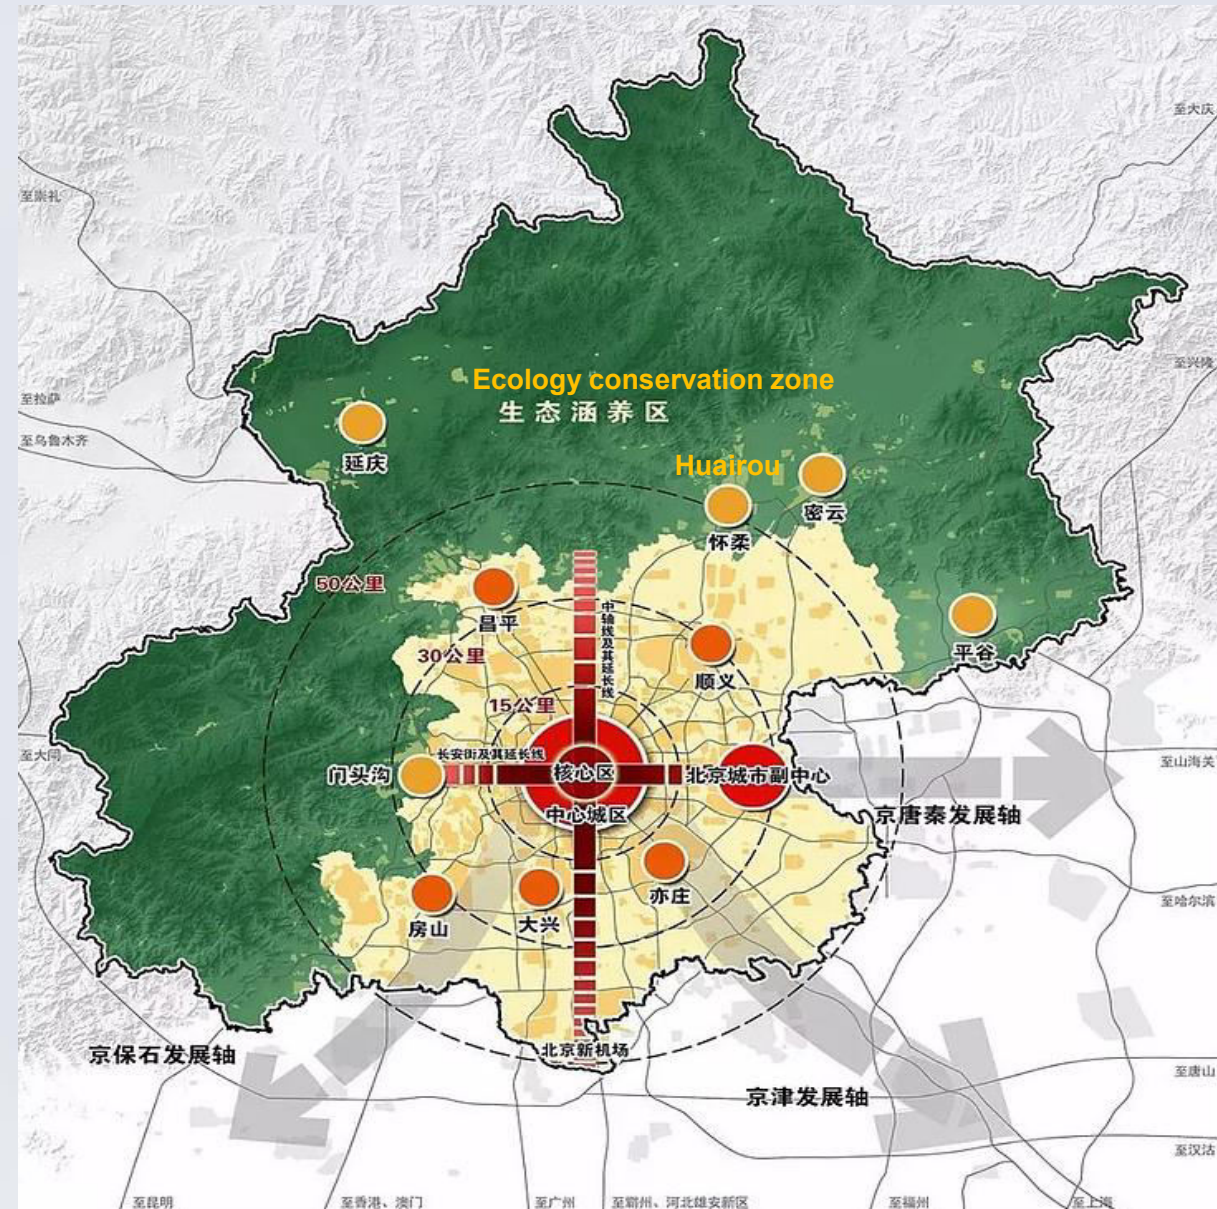 至大庆
至崇礼
至兴隆
Ecology conservation zone
至拉萨
生态涵养区
至乌鲁木齐
延庆
Huairou
密云
怀柔
50公里
昌平
中轴线及其延长线
平谷
30公里
顺义
15公里
至大同
长安街及其延长线
门头沟
核心区
北京城市副中心
至山海关
中心城区
京唐秦发展轴
亦庄
至哈尔滨
房山
大兴
北京新机场
京保石发展轴
至唐山
京津发展轴
至汉沽
至昆明
至香港、澳门
至广州
至霸州、河北雄安新区
至福州
至上海